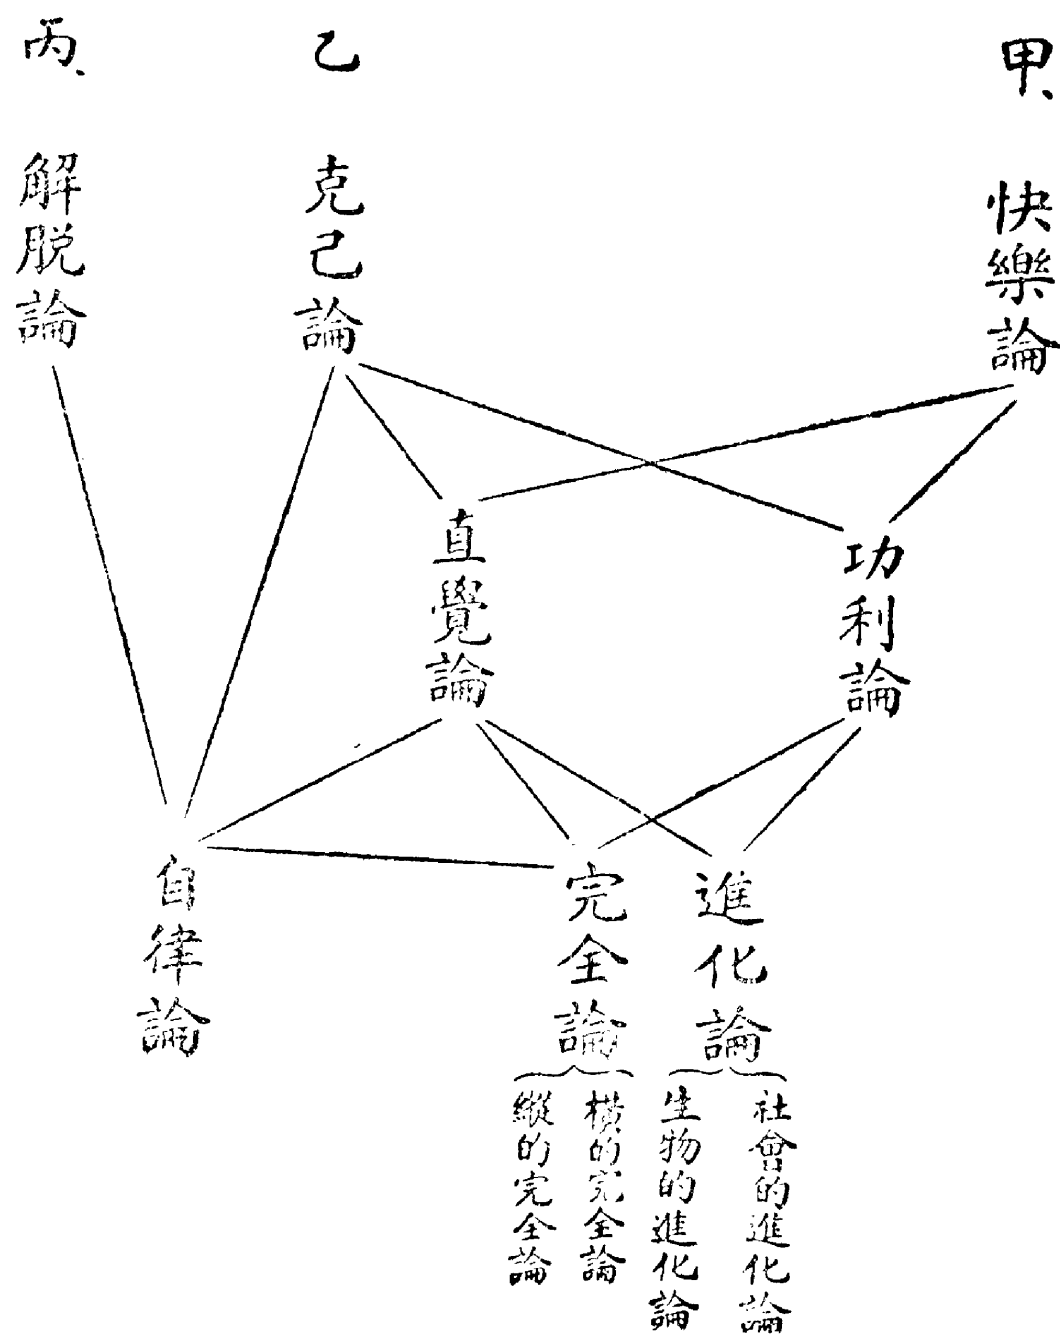 甲、快樂論
乙 克己論
丙、解脱論
功利論
直覺論
進化論
社會的進化論
生物的進化論
完全論
橫的完全論
縱的完全論
自律論